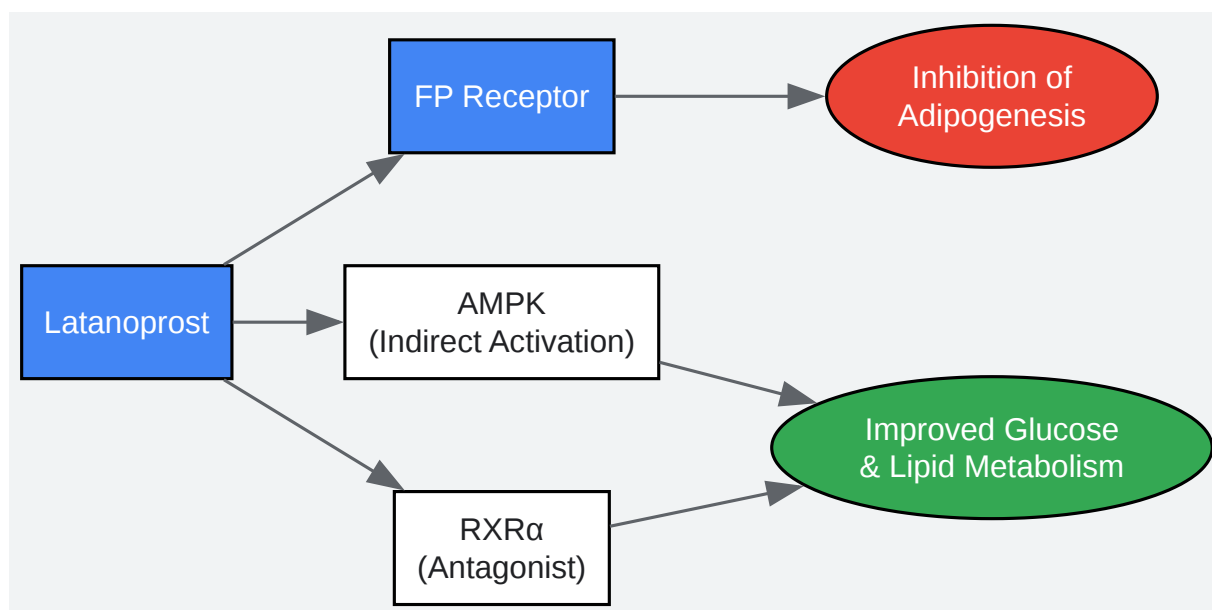 FP Receptor
Inhibition of
Adipogenesis
Latanoprost
AMPK
(Indirect Activation)
Improved Glucose
& Lipid Metabolism
RXRα
(Antagonist)